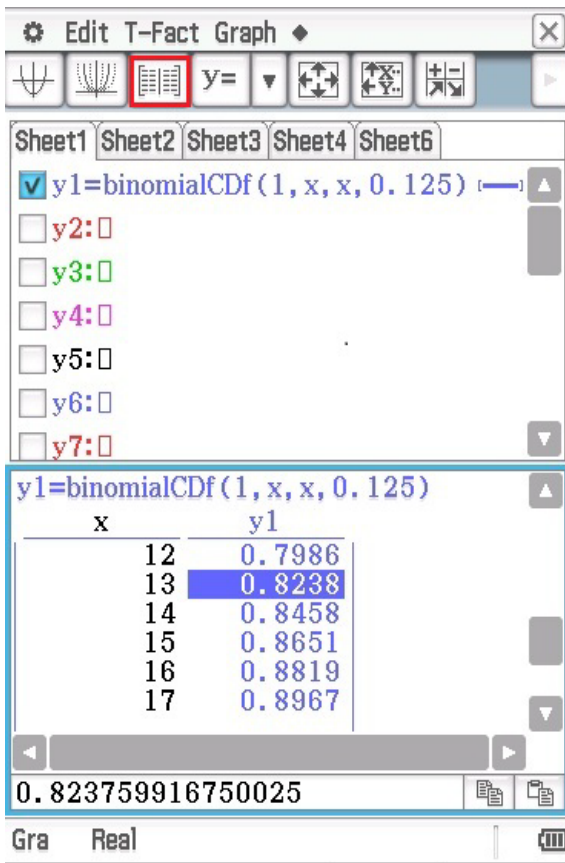 Edit T-Fact Graph
y=
Sheet1 Sheet2 Sheet3 Sheet4 Sheet6
y1=binomialCDf(1,x,x,0.125)
y2:
y3:
y4:
y5:
y6:
y7:
y1=binomialCDf(1,x,x,0.125)
x y1
12 0.7986
13 0.8238
14 0.8458
15 0.8651
16 0.8819
17 0.8967
0.823759916750025
Gra Real